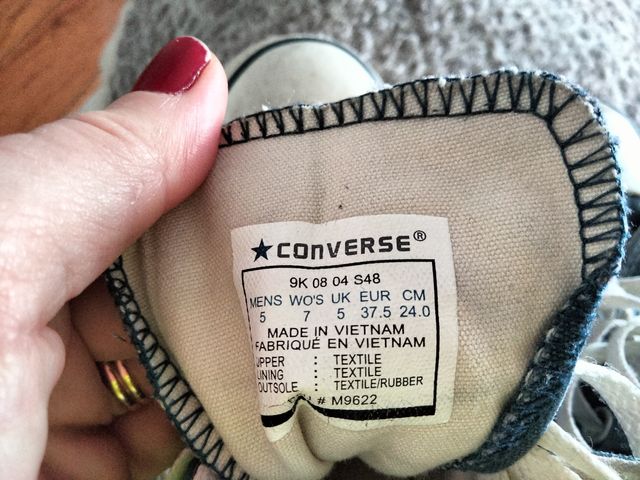 ★CONVERSE®
9K 08 04 S48
MENS WO'S UK EUR CM
5 7 5 37.5 24.0
MADE IN VIETNAM
FABRIQUÉ EN VIETNAM
UPPER : TEXTILE
LINING : TEXTILE
OUTSOLE : TEXTILE/RUBBER
# M9622